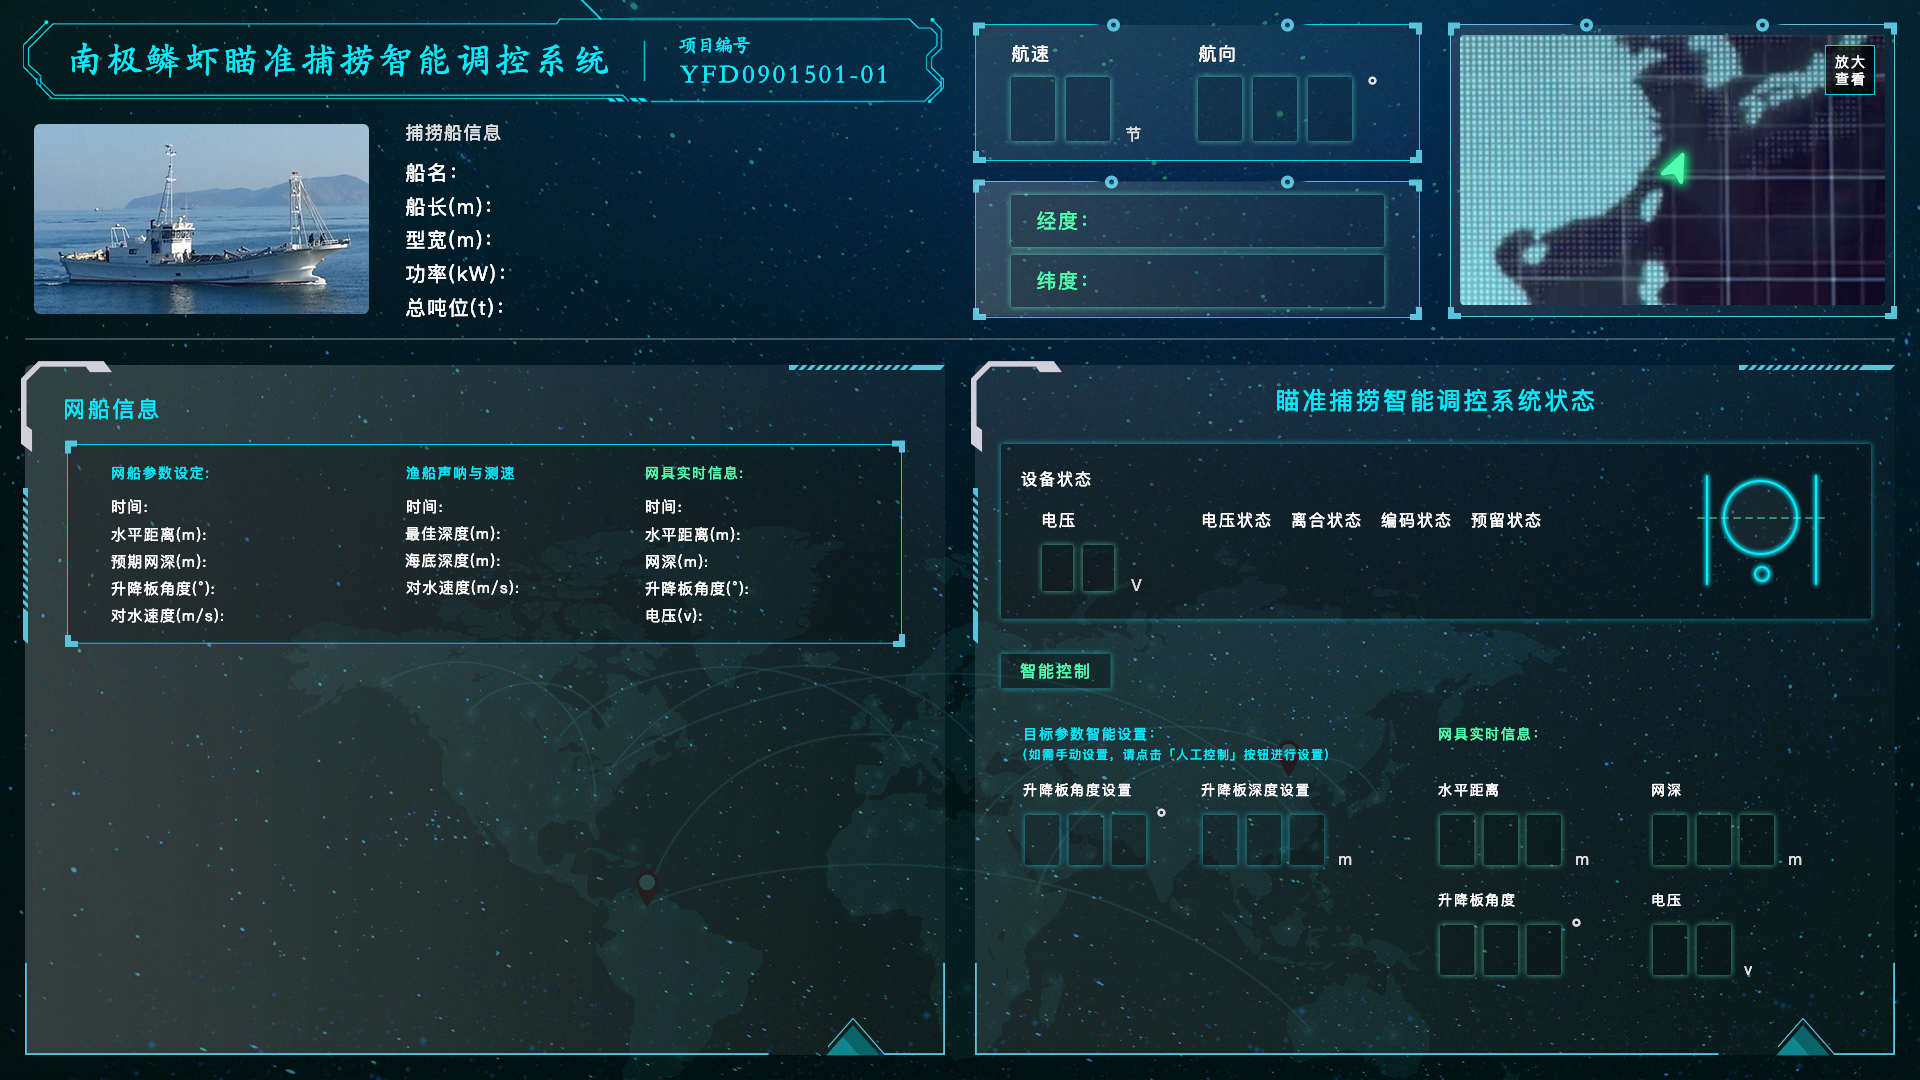 南极鳞虾瞄准捕捞智能调控系统
项目编号
YFD0901501-01
捕捞船信息
船名：
船长(m)：
型宽(m)：
功率(kW)：
总吨位(t)：
航速
节
航向
°
经度：
纬度：
放大
查看
网船信息
网船参数设定:
时间:
水平距离(m):
预期网深(m):
升降板角度(°):
对水速度(m/s):
渔船声呐与测速
时间:
最佳深度(m):
海底深度(m):
对水速度(m/s):
网具实时信息:
时间:
水平距离(m):
网深(m):
升降板角度(°):
电压(v):
瞄准捕捞智能调控系统状态
设备状态
电压
V
电压状态 离合状态 编码状态 预留状态
智能控制
目标参数智能设置：
(如需手动设置，请点击「人工控制」按钮进行设置)
升降板角度设置
°
升降板深度设置
m
网具实时信息：
水平距离
m
网深
m
升降板角度
°
电压
v